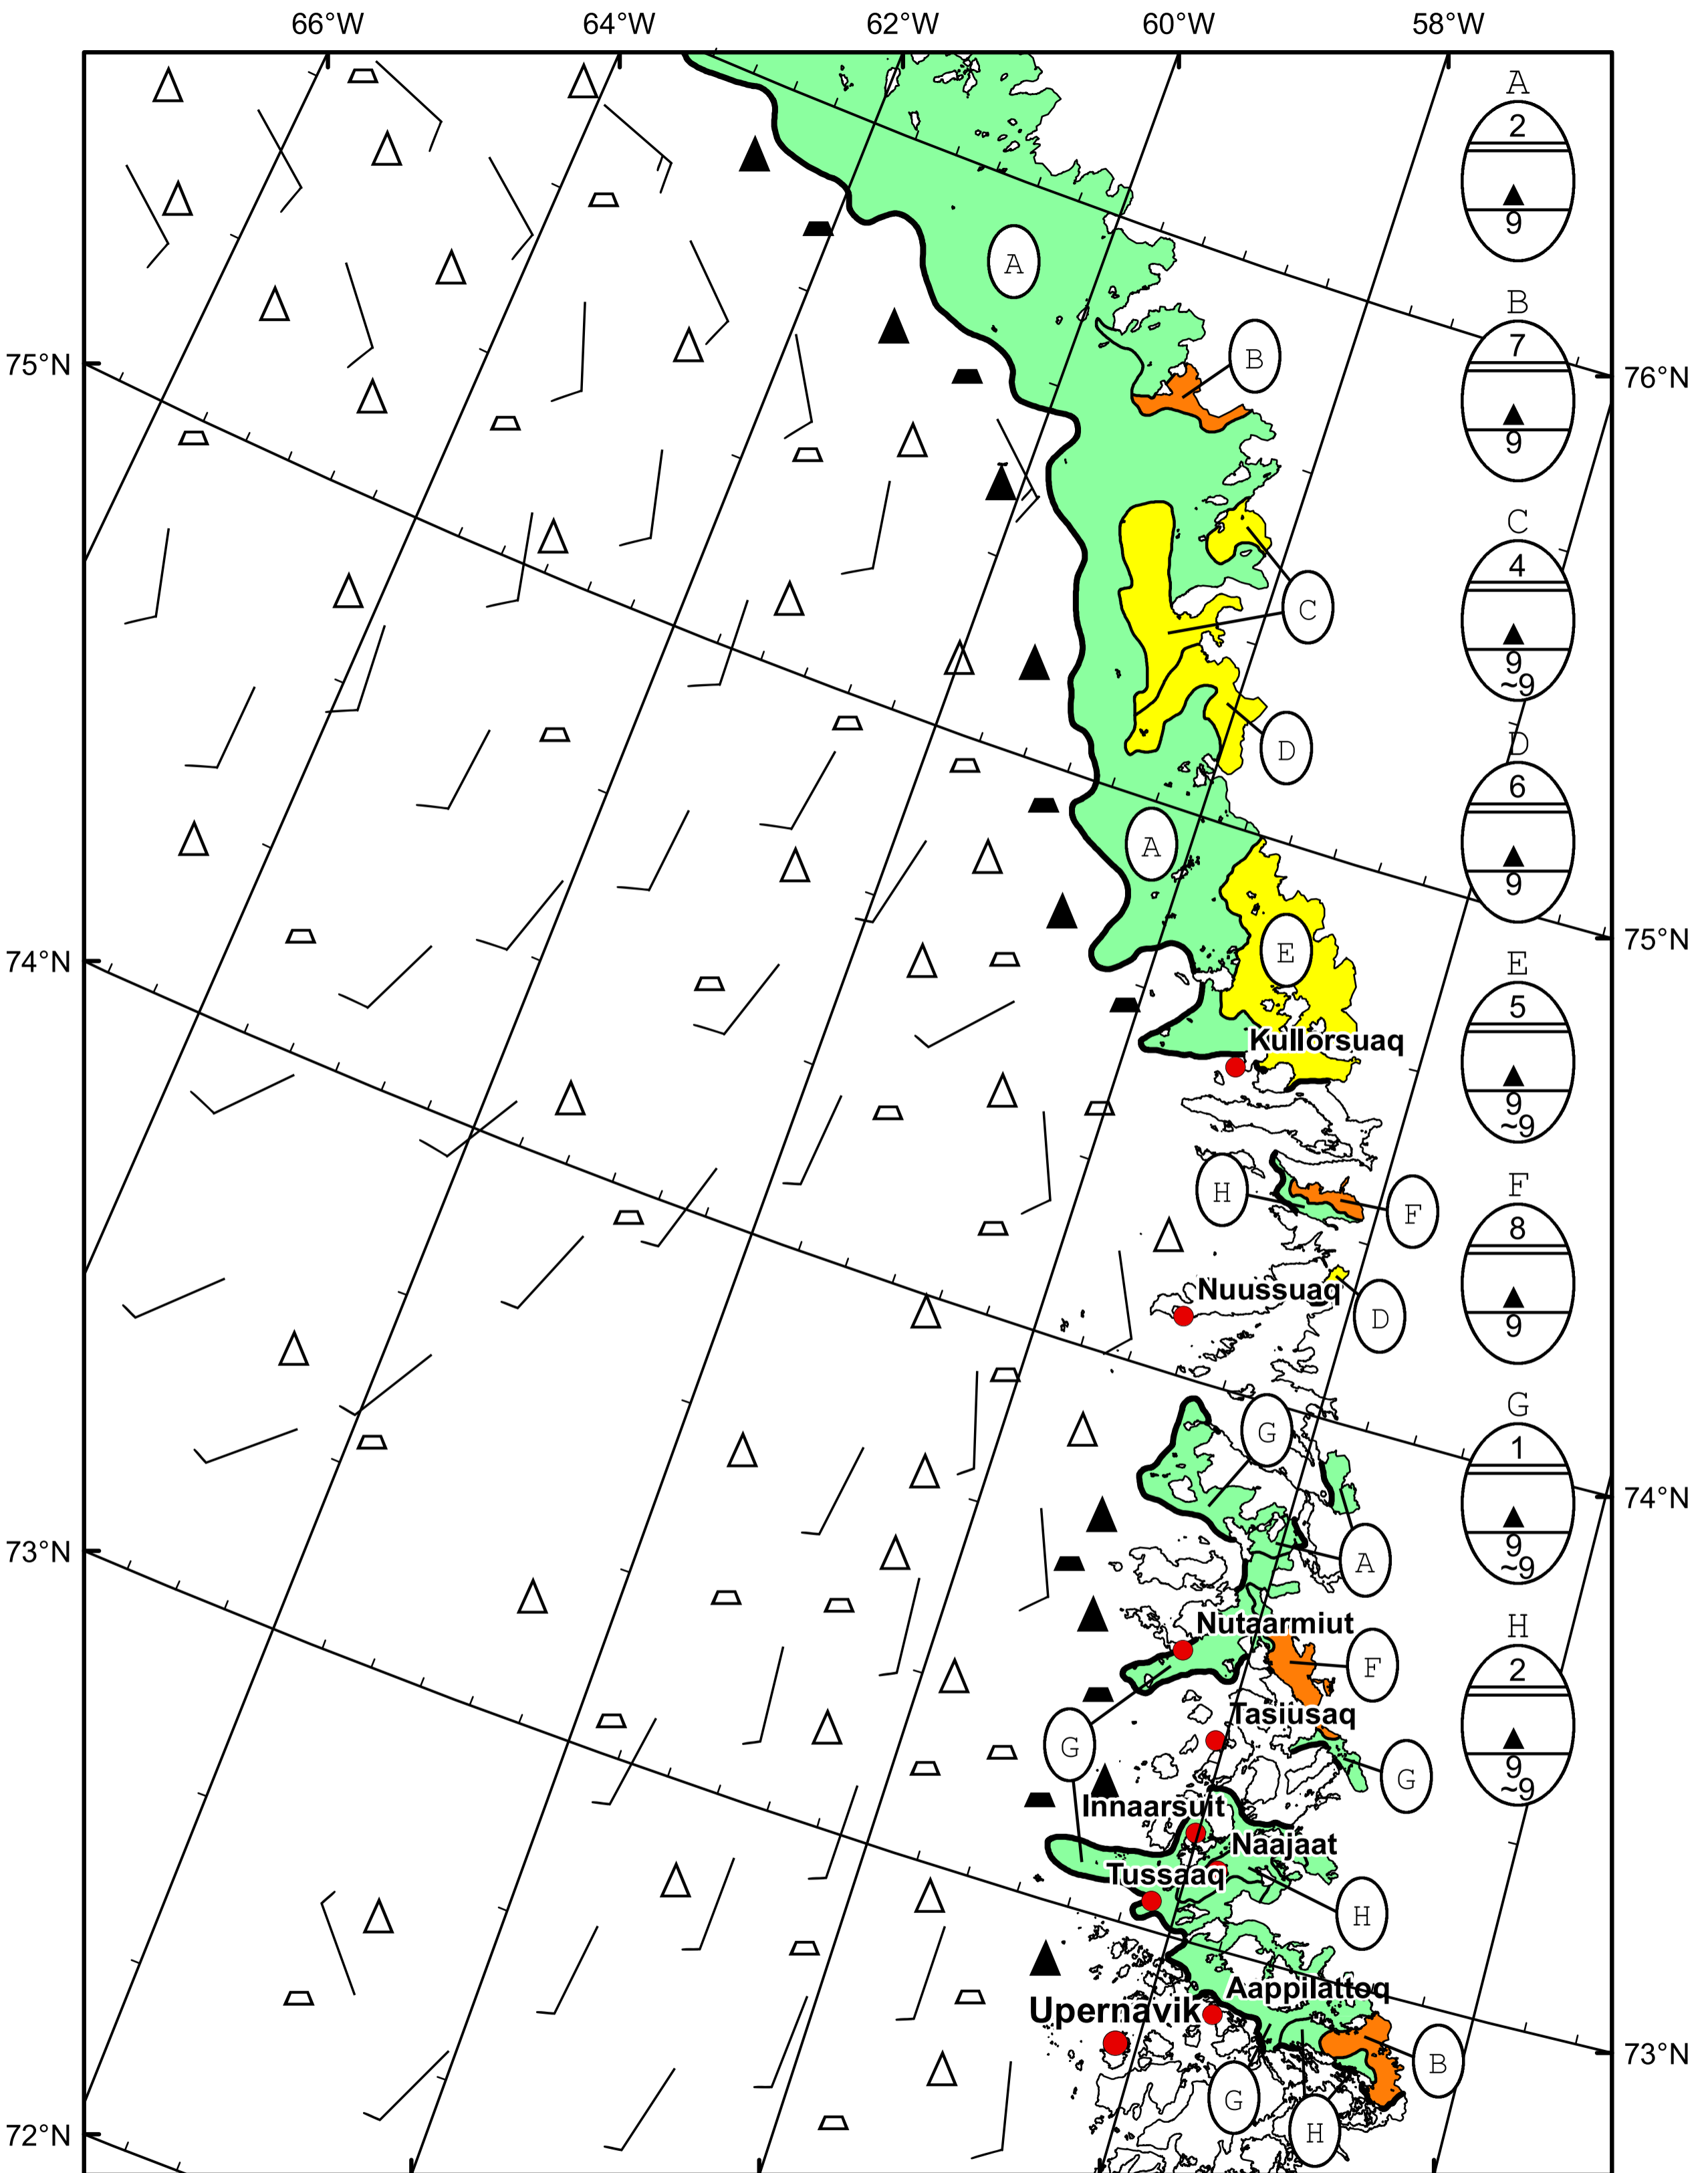 66°W 64°W 62°W 60°W 58°W
A
2
9
A
B
7
9
B
75°N
76°N
C
4
9
~9
C
D
6
9
D
A
E
5
9
~9
E
74°N
75°N
Kullorsuaq
F
8
9
H
F
Nuussuaq
D
G
1
9
~9
G
74°N
73°N
A
H
2
9
~9
Nutaarmiut
F
Tasiusaq
G
G
Innaarsuit
Naajaat
Tussaaq
H
Aappilattoq
Upernavik
B
73°N
G
H
72°N